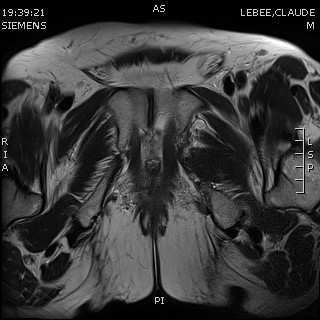 19:39:21
SIEMENS
AS
LEBEE,CLAUDE
M
R
I
A
L
S
P
PI